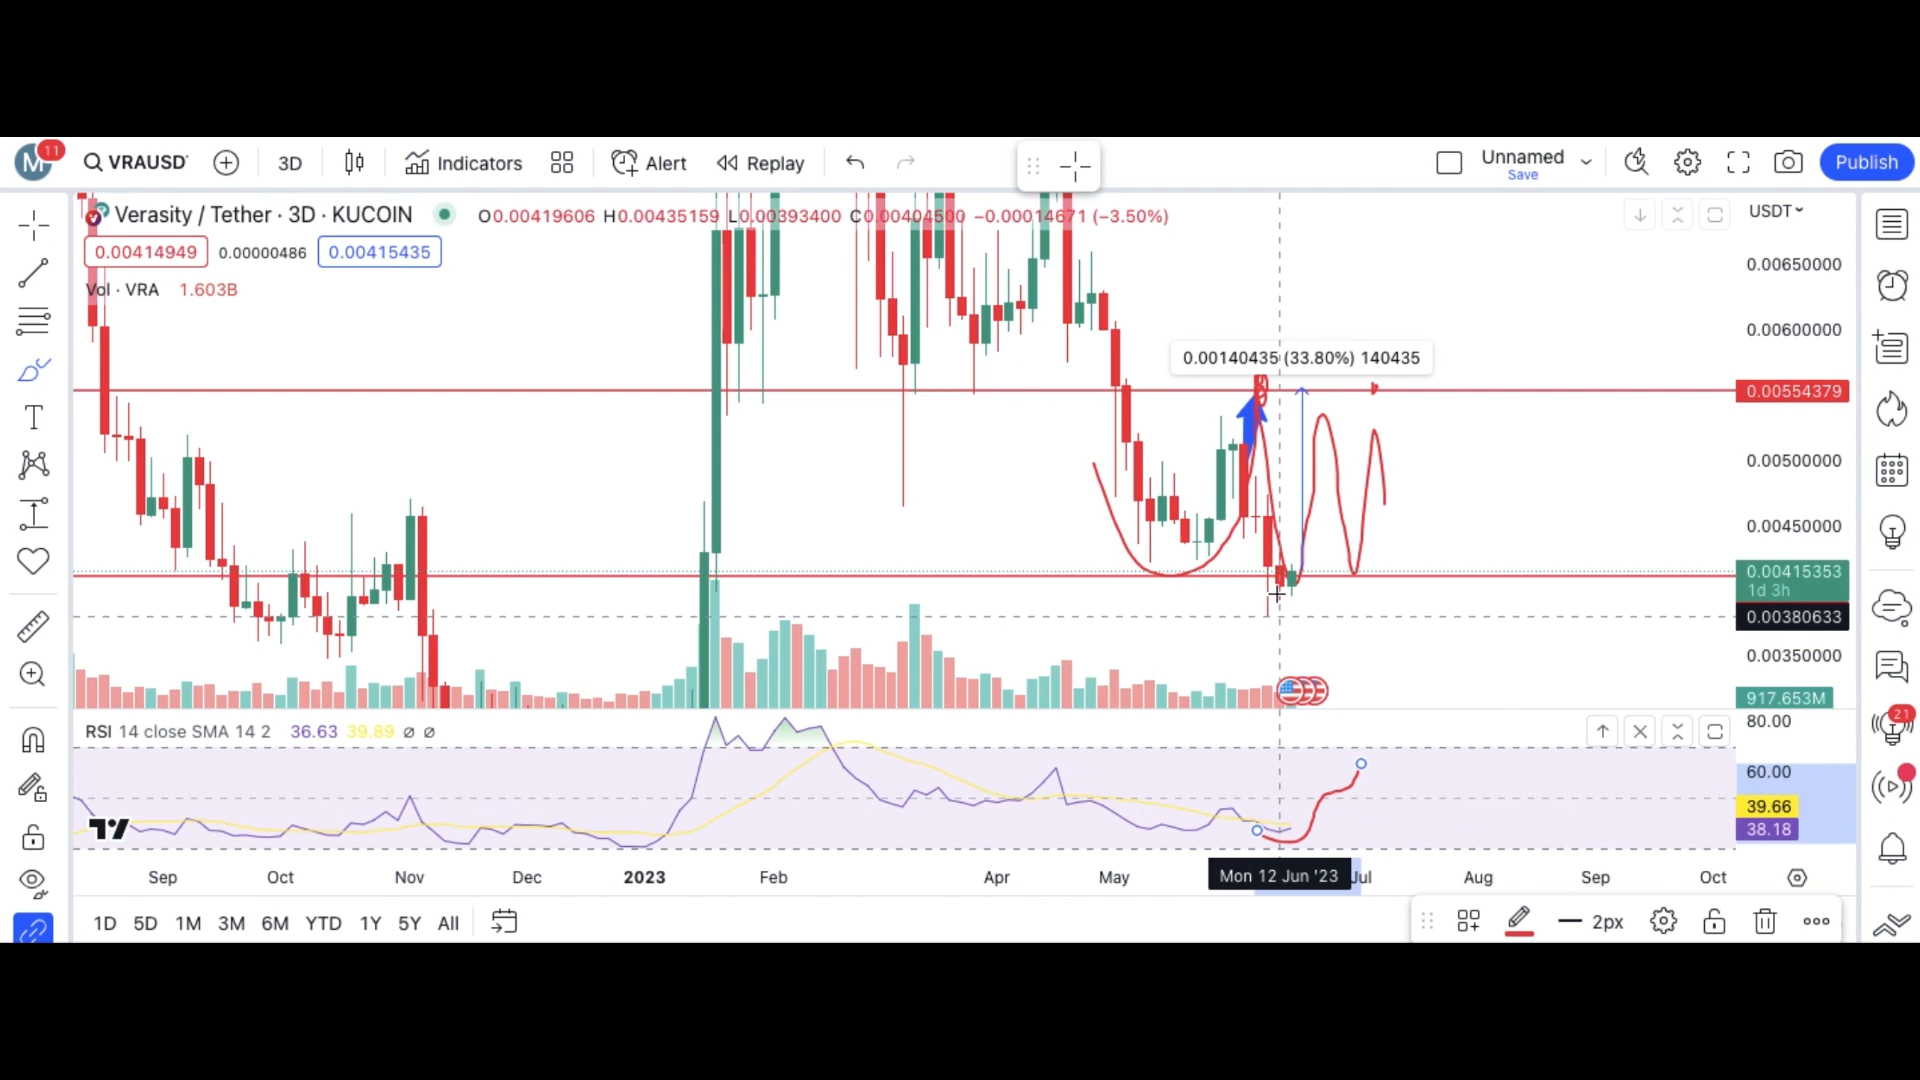 M 11 VRAUSD 3D Indicators Alert Replay Unnamed Save Publish
Verasity / Tether · 3D · KUCOIN O0.00419606 H0.00435159 L0.00393400 C0.00404500 −0.00014671 (−3.50%) USDT
0.00414949 0.00000486 0.00415435
Vol · VRA 1.603B
0.00650000
0.00600000
0.00140435 (33.80%) 140435
0.00554379
0.00500000
0.00450000
0.00415353
1d 3h
0.00380633
0.00350000
917.653M
RSI 14 close SMA 14 2 36.63 39.89 ∅ ∅
80.00
21
60.00
39.66
38.18
Sep Oct Nov Dec 2023 Feb Apr May Mon 12 Jun '23 Jul Aug Sep Oct
1D 5D 1M 3M 6M YTD 1Y 5Y All 2px